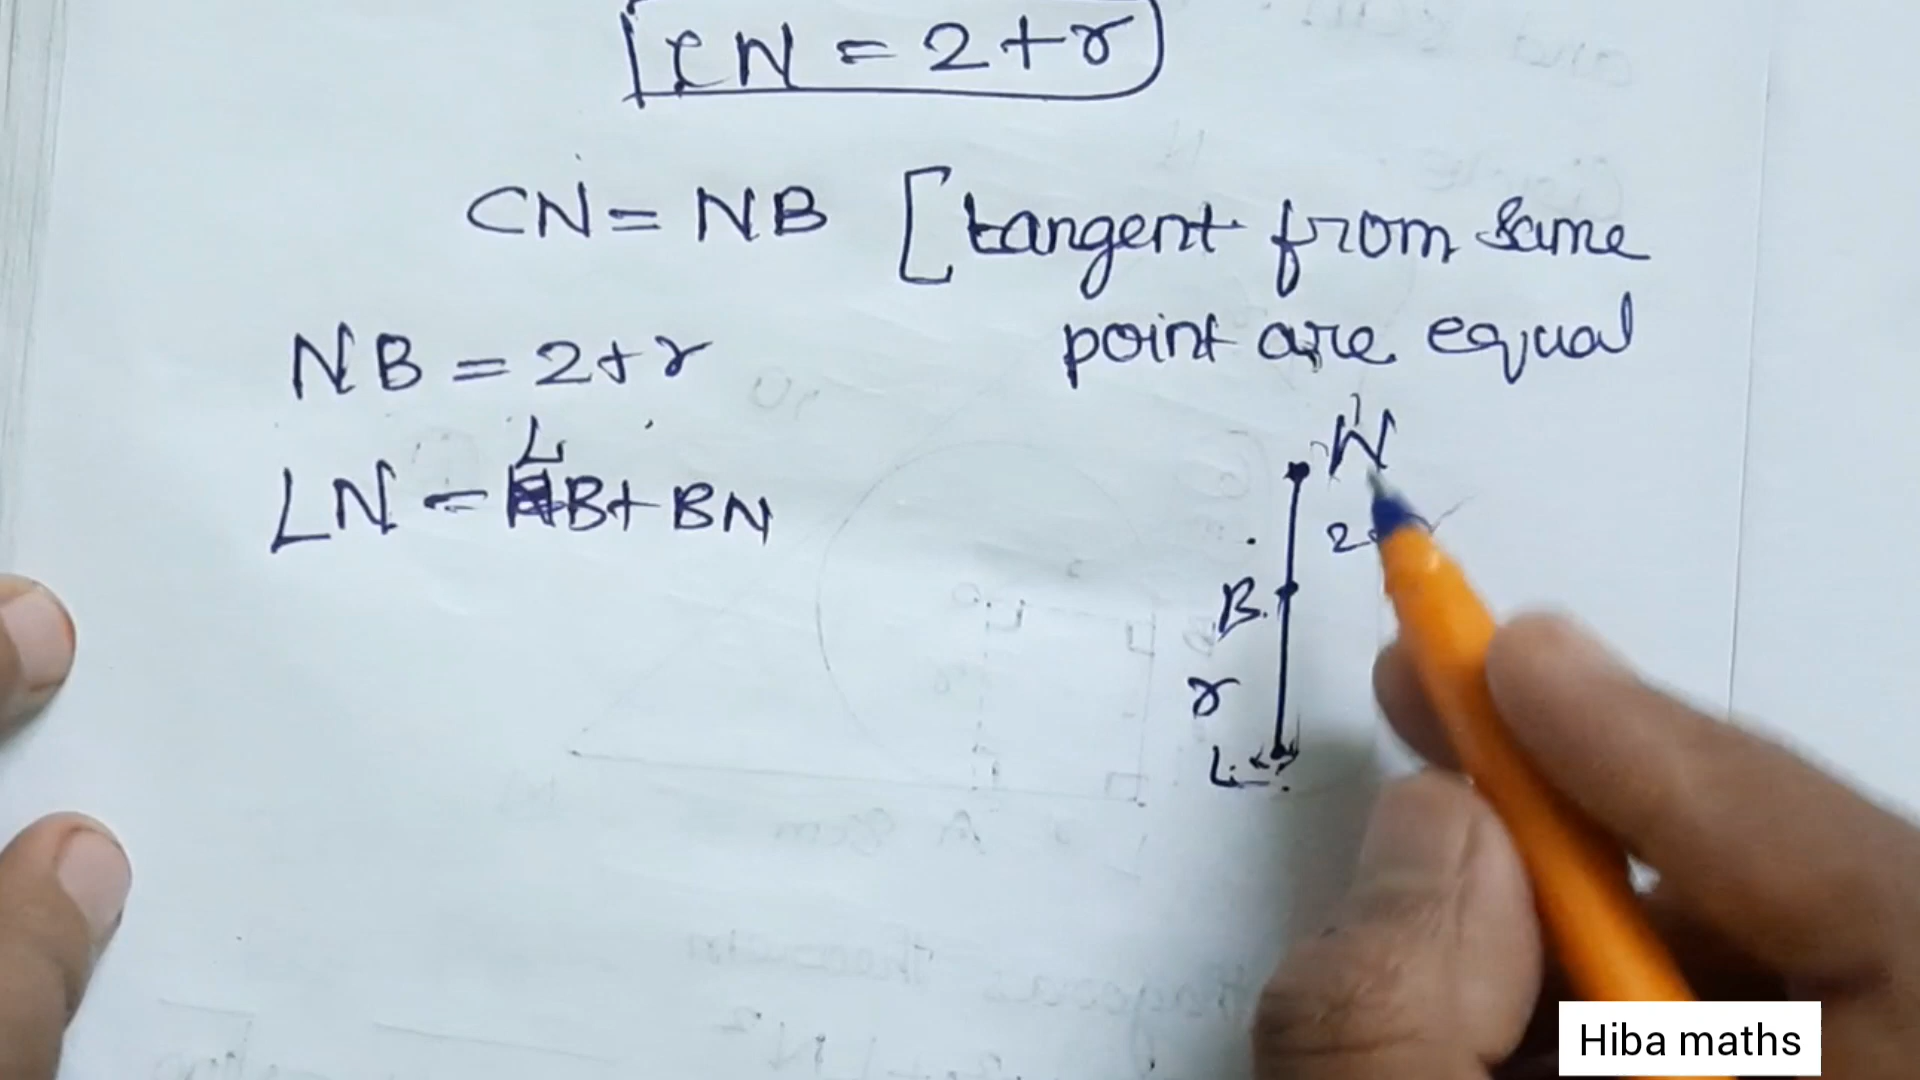 CN = 2+r
CN = NB [tangent from same
point are equal
NB = 2+r
LN = LB+BN
N
2
B
r
L
Hiba maths